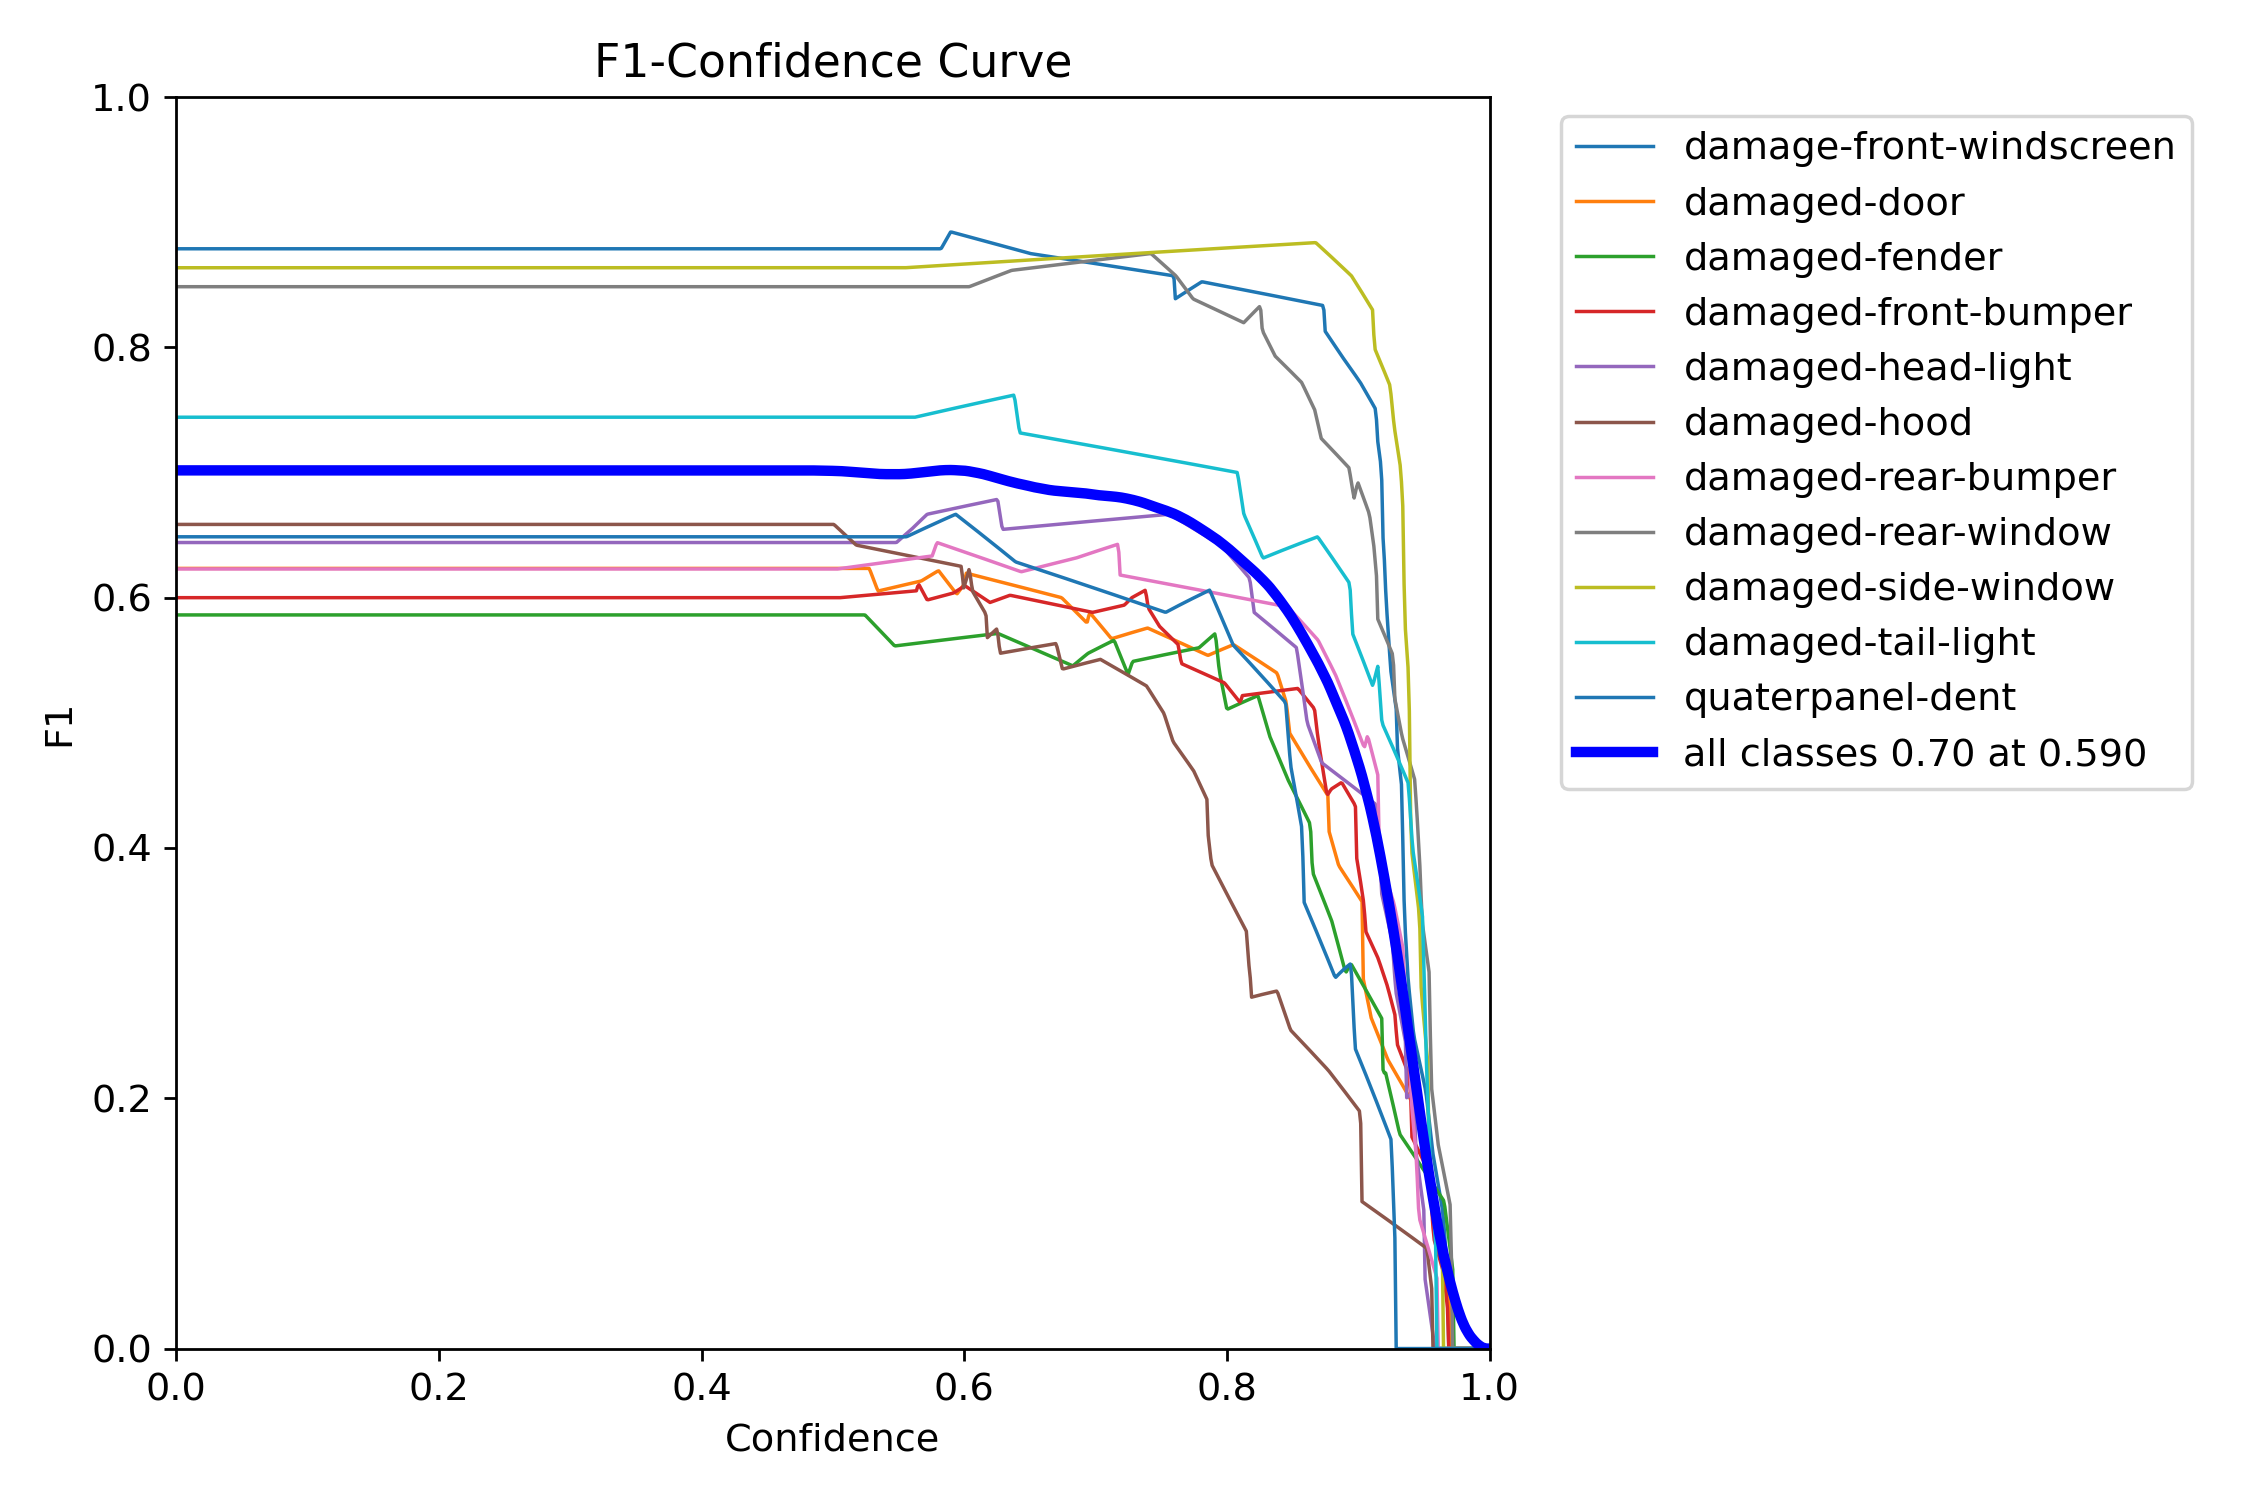 F1-Confidence Curve
1.0
0.8
0.6
0.4
0.2
0.0
F1
0.0 0.2 0.4 0.6 0.8 1.0
Confidence
damage-front-windscreen
damaged-door
damaged-fender
damaged-front-bumper
damaged-head-light
damaged-hood
damaged-rear-bumper
damaged-rear-window
damaged-side-window
damaged-tail-light
quaterpanel-dent
all classes 0.70 at 0.590